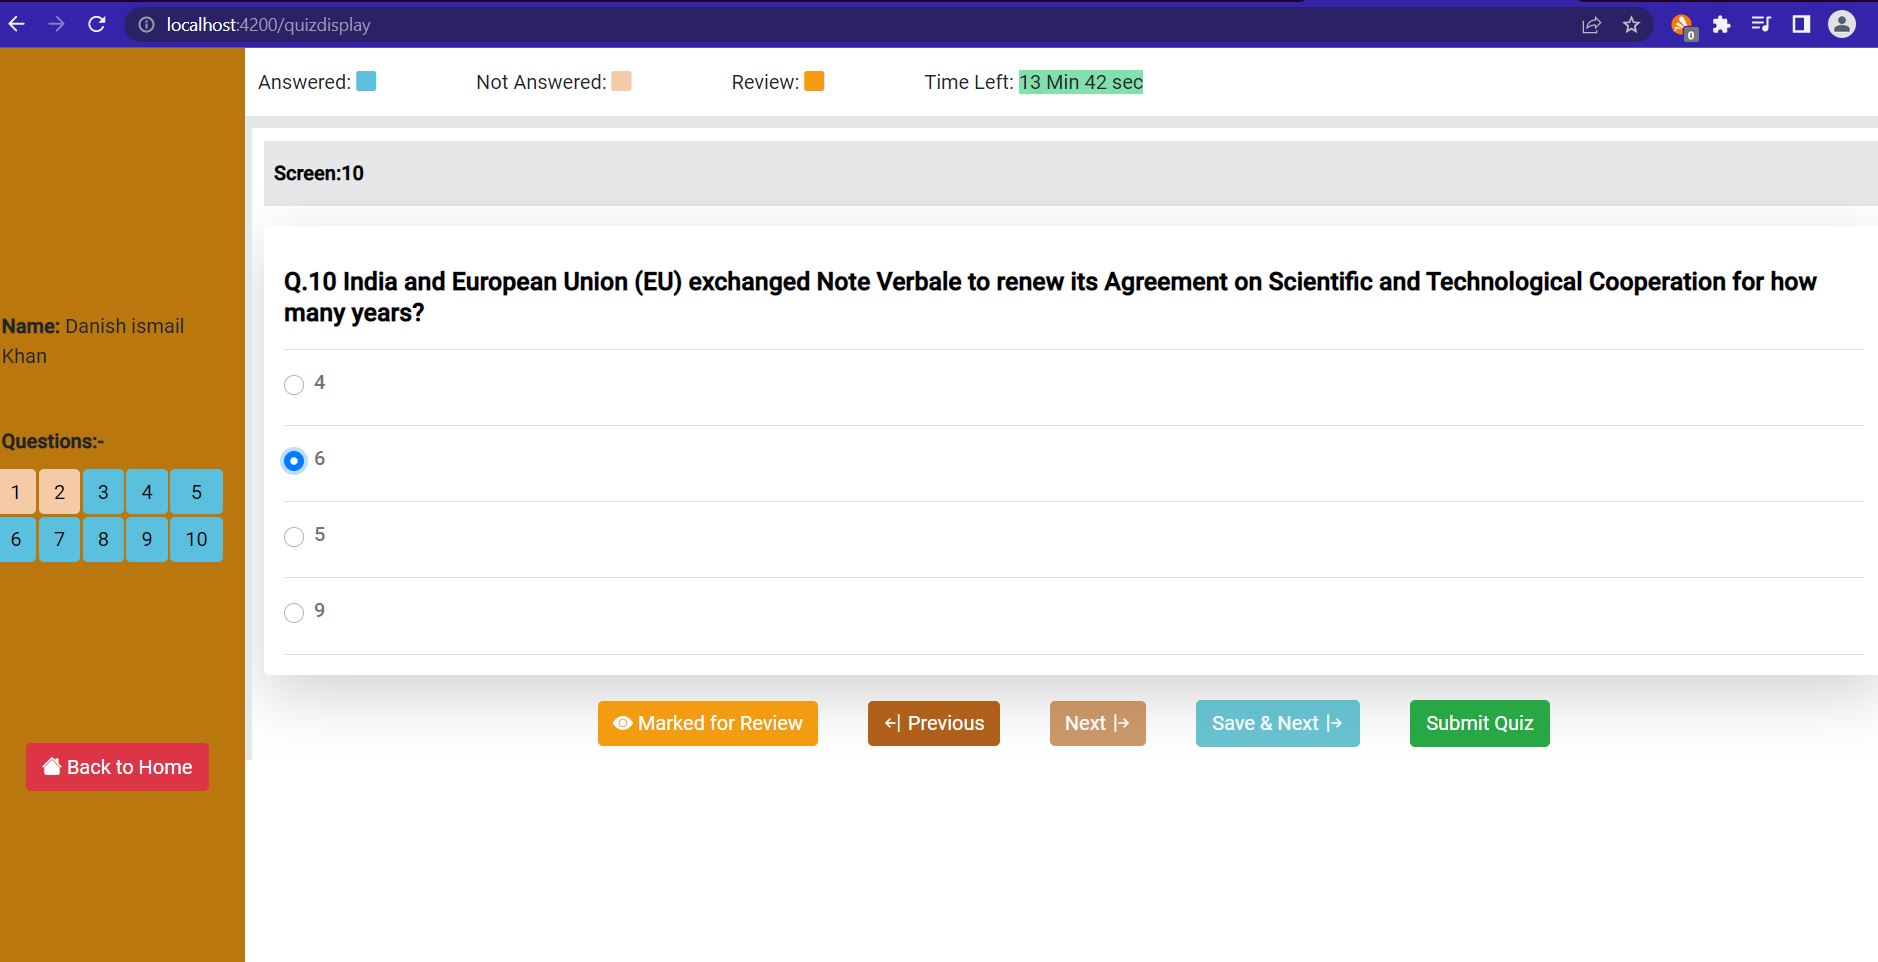 localhost:4200/quizdisplay
0
Answered:
Not Answered:
Review:
Time Left: 13 Min 42 sec
Screen:10
Q.10 India and European Union (EU) exchanged Note Verbale to renew its Agreement on Scientific and Technological Cooperation for how
many years?
4
6
5
9
Marked for Review
Previous
Next
Save & Next
Submit Quiz
Name: Danish ismail
Khan
Questions:-
1 2 3 4 5
6 7 8 9 10
Back to Home